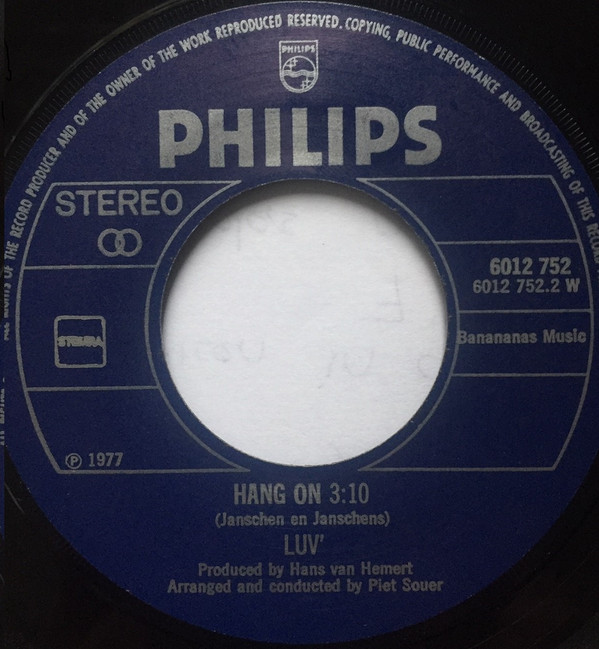 ALL RIGHTS OF THE RECORD PRODUCER AND OF THE OWNER OF THE WORK REPRODUCED RESERVED. COPYING, PUBLIC PERFORMANCE AND BROADCASTING OF THIS RECORD
PHILIPS
PHILIPS
STEREO
6012 752
6012 752.2 W
STEMRA
Banananas Music
℗ 1977
HANG ON 3:10
(Janschen en Janschens)
LUV'
Produced by Hans van Hemert
Arranged and conducted by Piet Souer